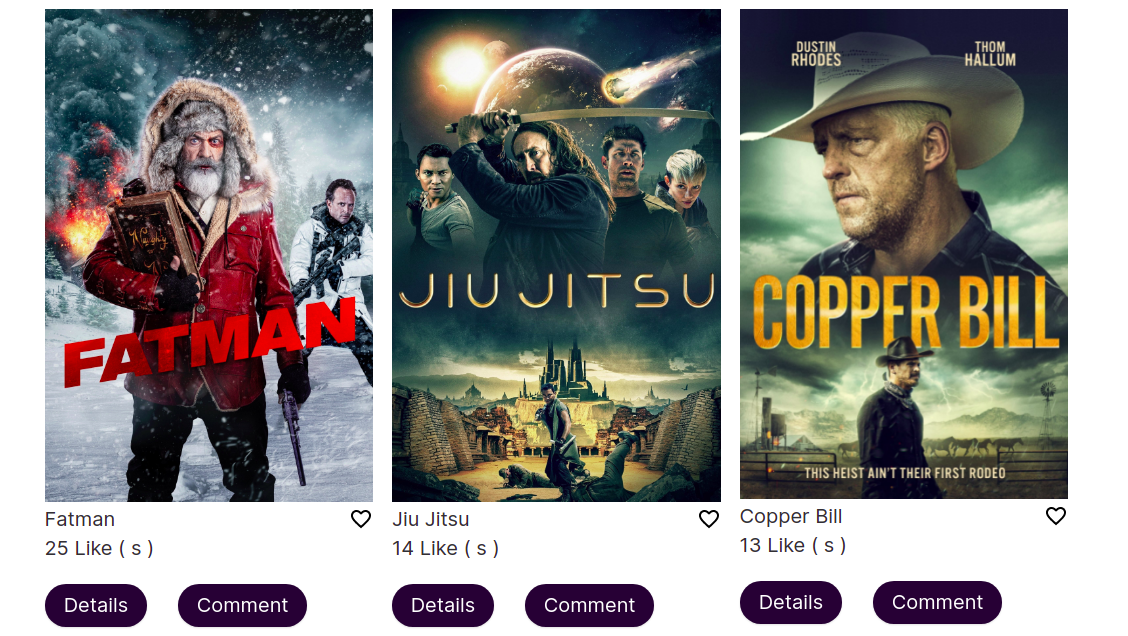 Naughty
FATMAN
Fatman
25 Like ( s )
Details
Comment
JIU JITSU
Jiu Jitsu
14 Like ( s )
Details
Comment
DUSTIN
RHODES
THOM
HALLUM
COPPER BILL
THIS HEIST AIN'T THEIR FIRST RODEO
Copper Bill
13 Like ( s )
Details
Comment